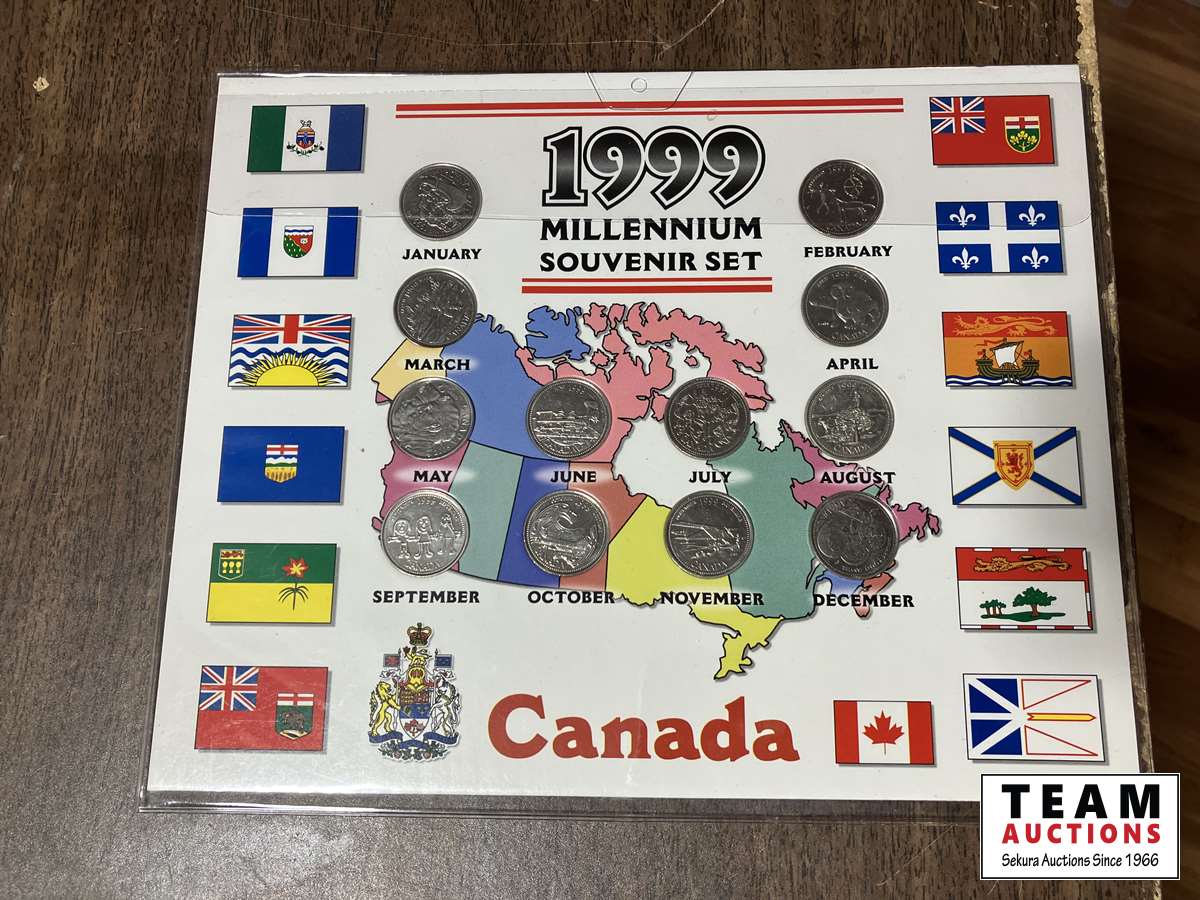 1999
MILLENNIUM
SOUVENIR SET
JANUARY
FEBRUARY
MARCH
APRIL
MAY
JUNE
JULY
AUGUST
SEPTEMBER
OCTOBER
NOVEMBER
DECEMBER
Canada
TEAM
AUCTIONS
Sekura Auctions Since 1966